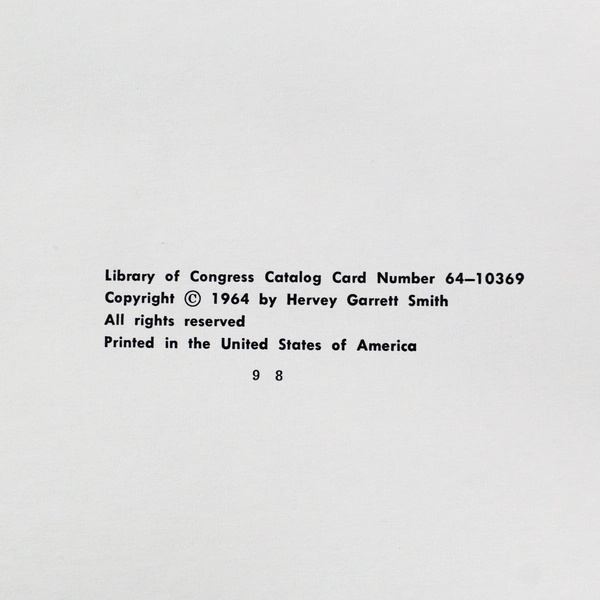 Library of Congress Catalog Card Number 64—10369
Copyright © 1964 by Hervey Garrett Smith
All rights reserved
Printed in the United States of America
9 8